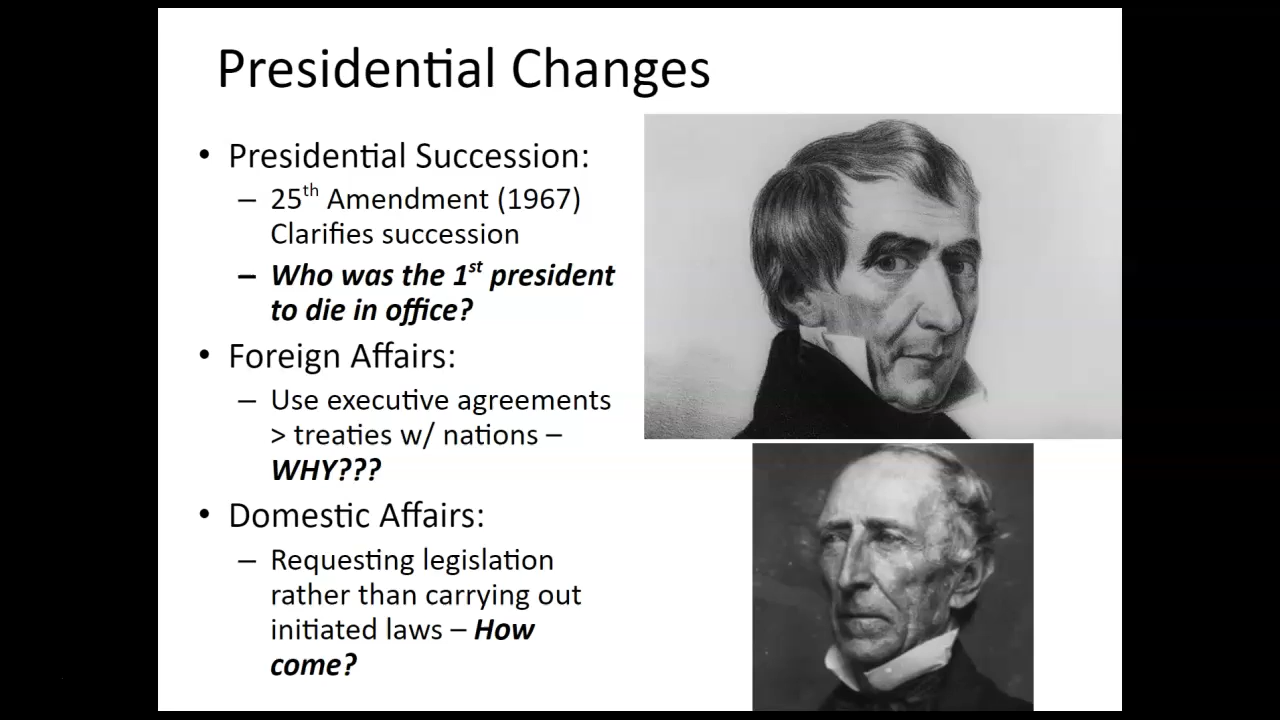 Presidential Changes
• Presidential Succession:
– 25th Amendment (1967)
Clarifies succession
– Who was the 1st president
to die in office?
• Foreign Affairs:
– Use executive agreements
> treaties w/ nations –
WHY???
• Domestic Affairs:
– Requesting legislation
rather than carrying out
initiated laws – How
come?